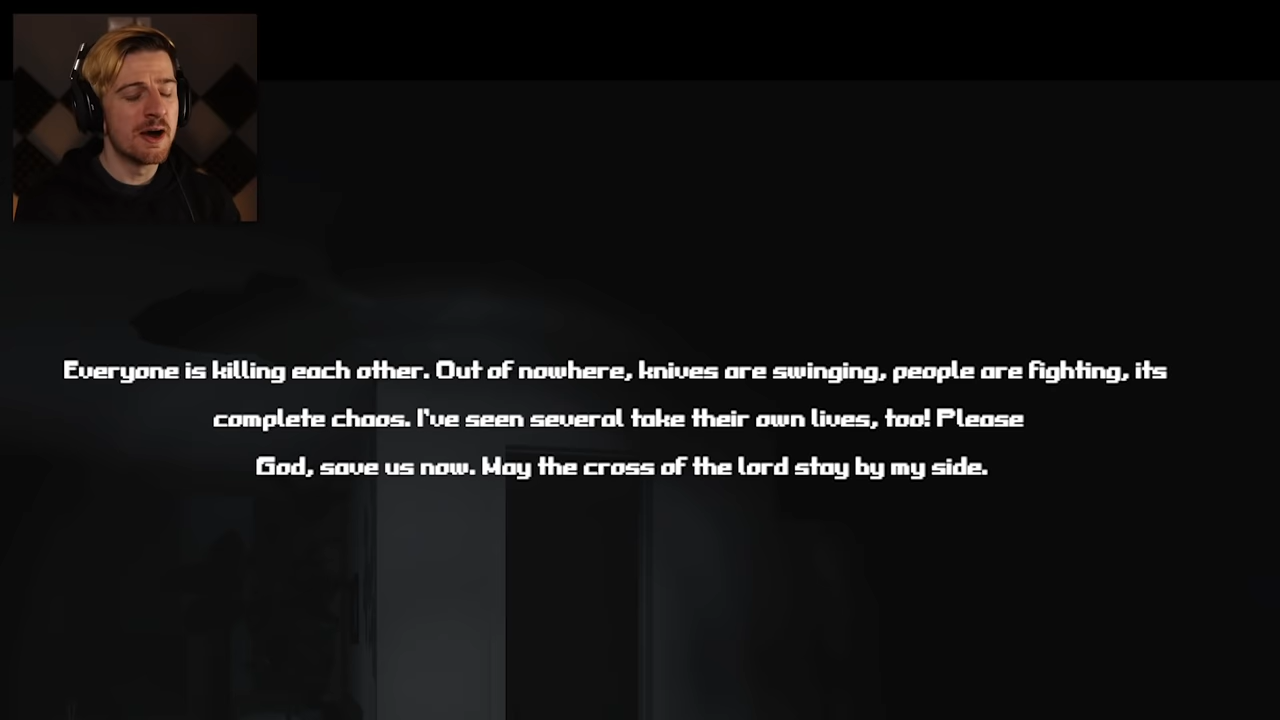 Everyone is killing each other. Out of nowhere, knives are swinging, people are fighting, its
complete chaos. I've seen several take their own lives, too! Please
God, save us now. May the cross of the lord stay by my side.